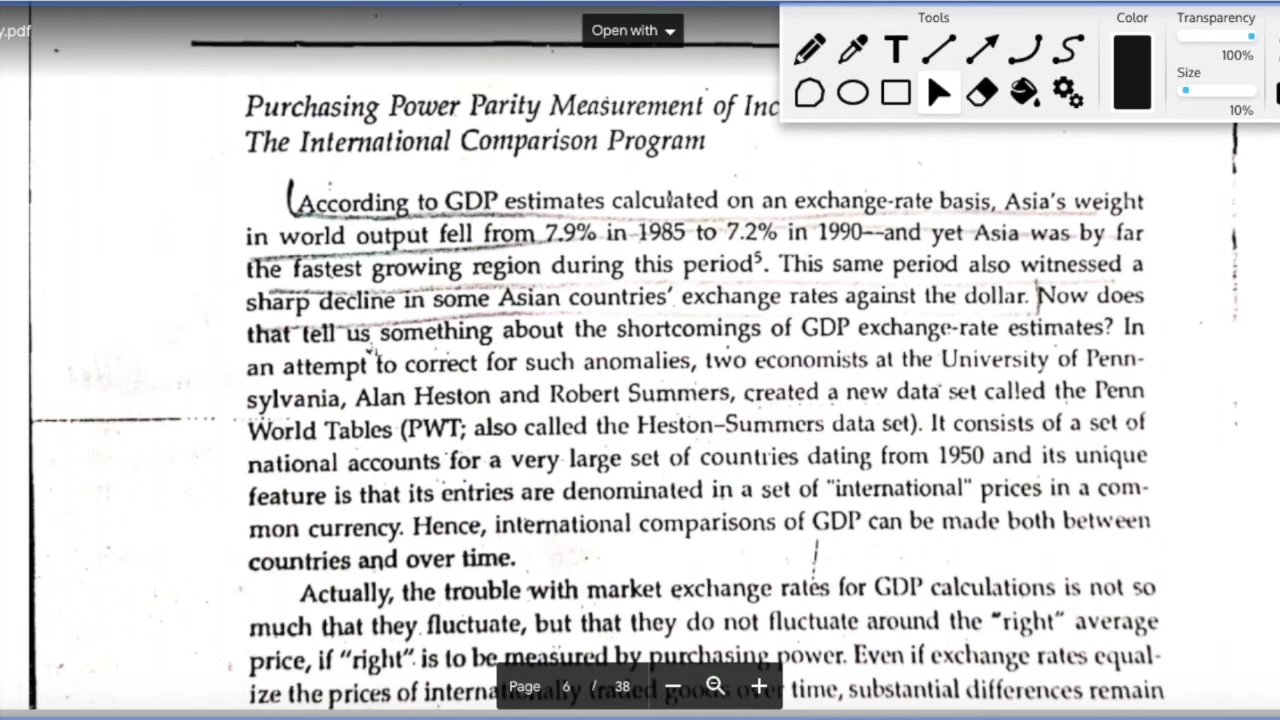 y.pdf
Open with
Tools
Color
Transparency
100%
Size
10%
Purchasing Power Parity Measurement of Inc
The International Comparison Program
According to GDP estimates calculated on an exchange-rate basis, Asia's weight
in world output fell from 7.9% in 1985 to 7.2% in 1990—and yet Asia was by far
the fastest growing region during this period5. This same period also witnessed a
sharp decline in some Asian countries' exchange rates against the dollar. Now does
that tell us something about the shortcomings of GDP exchange-rate estimates? In
an attempt to correct for such anomalies, two economists at the University of Penn-
sylvania, Alan Heston and Robert Summers, created a new data set called the Penn
World Tables (PWT; also called the Heston–Summers data set). It consists of a set of
national accounts for a very large set of countries dating from 1950 and its unique
feature is that its entries are denominated in a set of "international" prices in a com-
mon currency. Hence, international comparisons of GDP can be made both between
countries and over time.
Actually, the trouble with market exchange rates for GDP calculations is not so
much that they fluctuate, but that they do not fluctuate around the "right" average
price, if "right" is to be measured by purchasing power. Even if exchange rates equal-
ize the prices of internationally traded goods over time, substantial differences remain
Page 6 / 38